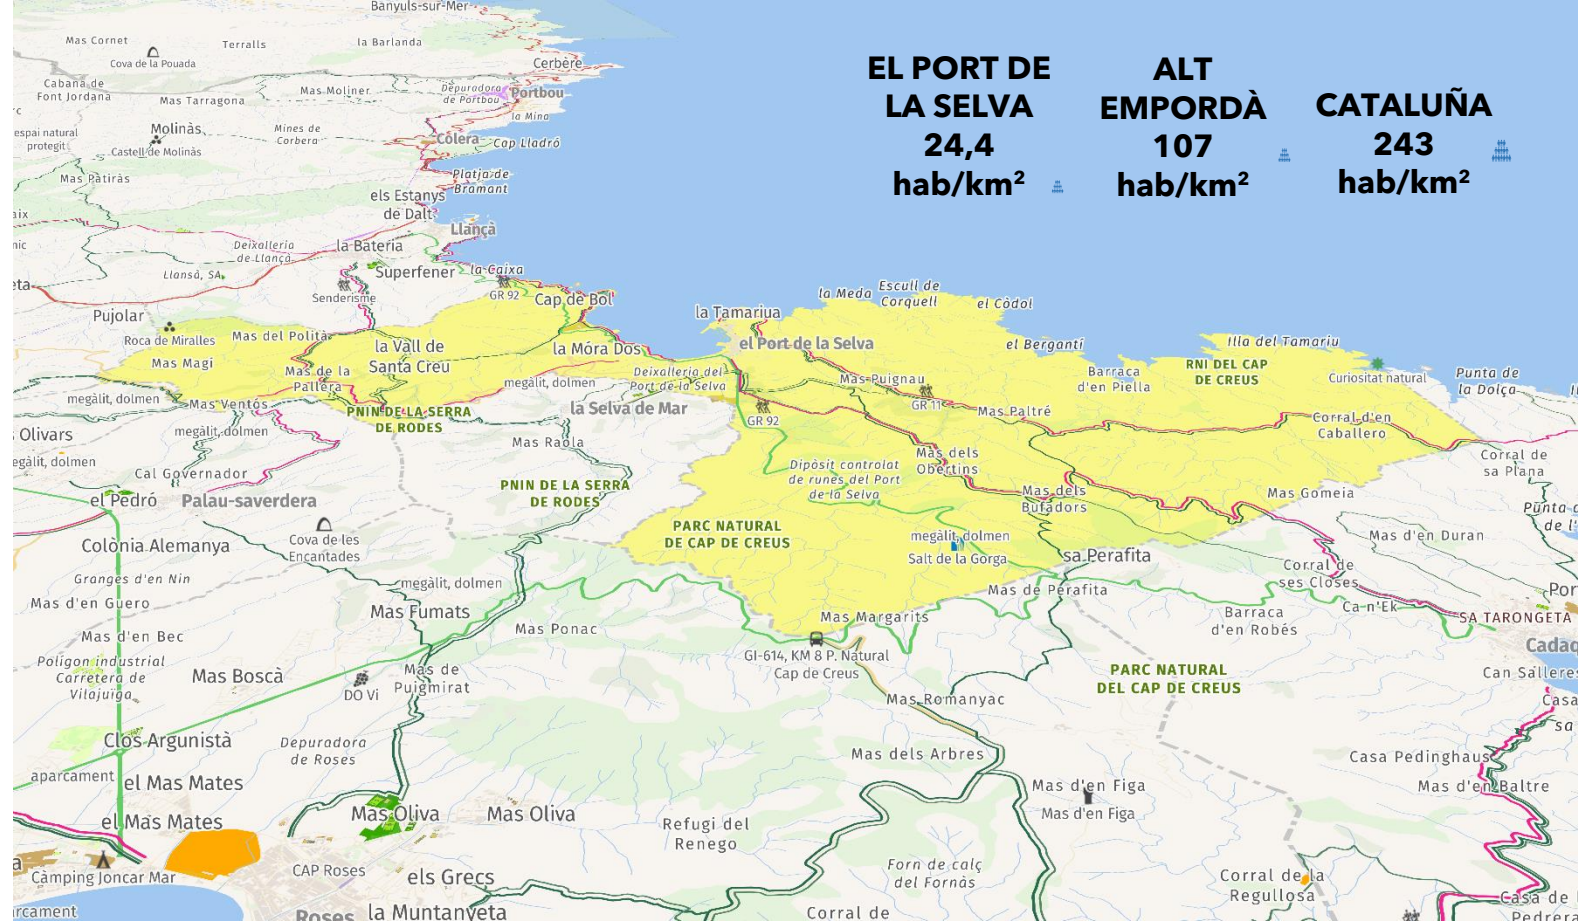 Banyuls-sur-Mer
Mas Cornet
Terralls
la Barlanda
Cova de la Pouada
Cerbère
Cabana de
Font Jordana
Mas Tarragona
Mas Moliner
Depuradora
de Portbou
Portbou
la Mina
espai natural
protegit
Molinàs
Castell de Molinàs
Mines de
Corbera
Colera
Cap Lladró
Mas Patiràs
Platja de
Bramant
els Estanys
de Dalt
Llançà
Deixalleria
de Llançà
la Bateria
Llansà, SA
Superfener
la Caixa
Senderisme
GR 92
Cap de Bol
EL PORT DE
LA SELVA
24,4
hab/km²
ALT
EMPORDÀ
107
hab/km²
CATALUÑA
243
hab/km²
Pujolar
Roca de Miralles
Mas del Polità
la Vall de
Santa Creu
la Móra Dos
la Tamariua
la Meda
Escull de
Corquell
el Còdol
el Port de la Selva
el Bergantí
Illa del Tamariu
Mas Magí
Mas de la
Pallera
megàlit, dolmen
Deixalleria del
Port de la Selva
Mas Puignau
Barraca
d'en Piella
RNI DEL CAP
DE CREUS
Curiositat natural
Punta de
la Dolça
megàlit, dolmen
Mas Ventós
PNIN DE LA SERRA
DE RODES
la Selva de Mar
GR 92
GR 11
Mas Paltré
Corral d'en
Caballero
Olivars
megàlit, dolmen
Mas Raola
Mas dels
Obertins
Corral de
sa Plana
egàlit, dolmen
Cal Governador
el Pedró
Palau-saverdera
PNIN DE LA SERRA
DE RODES
Dipòsit controlat
de runes del Port
de la Selva
Mas dels
Bufadors
Mas Gomeia
Colònia Alemanya
Cova de les
Encantades
PARC NATURAL
DE CAP DE CREUS
megàlit, dolmen
Salt de la Gorga
sa Perafita
Mas d'en Duran
Granges d'en Nin
megàlit, dolmen
Mas de Perafita
Corral de
ses Closes
Mas d'en Guero
Mas Fumats
Mas Ponac
Mas Margarits
Barraca
d'en Robés
Ca n'Ek
SA TARONGETA
Mas d'en Bec
GI-614, KM 8 P. Natural
Cap de Creus
Cadaq
Polígon industrial
Carretera de
Vilajuïga
Mas Boscà
DO Vi
Mas de
Puigmirat
PARC NATURAL
DEL CAP DE CREUS
Can Salleres
Mas Romanyac
Casa
sa
Clos Argunistà
Depuradora
de Roses
Mas dels Arbres
Casa Pedinghaus
aparcament
el Mas Mates
Mas d'en Figa
Mas d'en Figa
Mas d'en Baltre
el Mas Mates
Mas Oliva
Mas Oliva
Refugi del
Renego
Càmping Joncar Mar
CAP Roses
els Grecs
Forn de calç
del Fornàs
Corral de la
Regullosa
Roses
la Muntanyeta
Corral de
Casa de
Pedrera